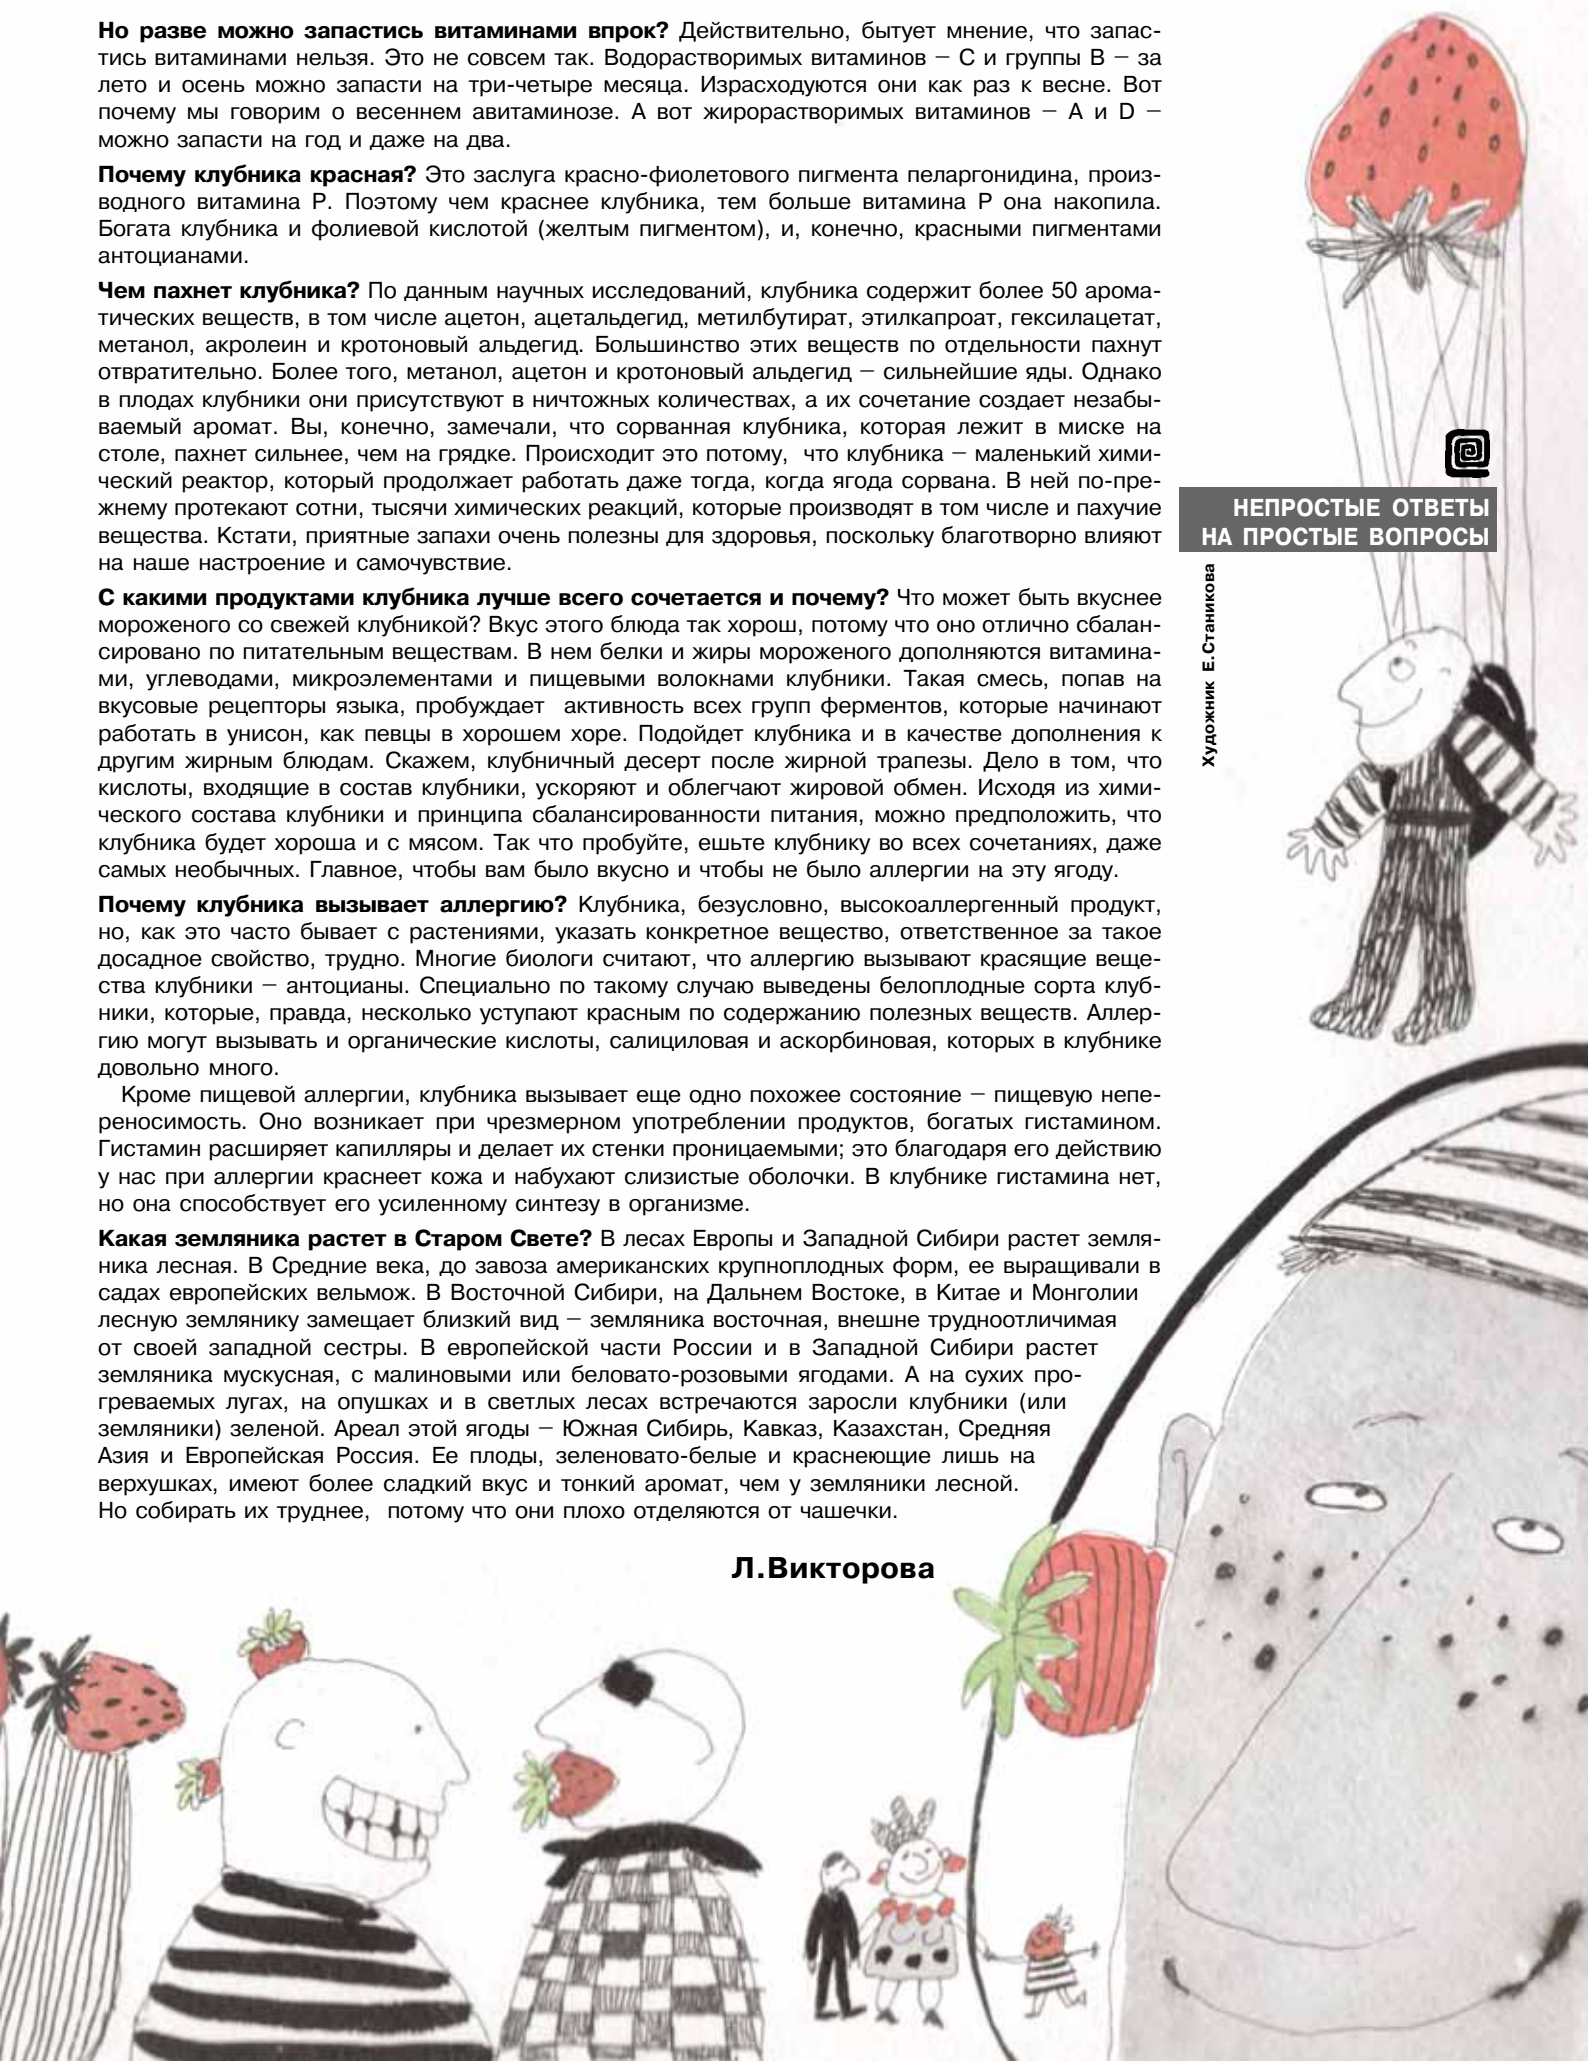 Но разве можно запастись витаминами впрок? Действительно, бытует мнение, что запас-
тись витаминами нельзя. Это не совсем так. Водорастворимых витаминов – С и группы В – за
лето и осень можно запасти на три-четыре месяца. Израсходуются они как раз к весне. Вот
почему мы говорим о весеннем авитаминозе. А вот жирорастворимых витаминов – А и D –
можно запасти на год и даже на два.
Почему клубника красная? Это заслуга красно-фиолетового пигмента пеларгонидина, произ-
водного витамина Р. Поэтому чем краснее клубника, тем больше витамина Р она накопила.
Богата клубника и фолиевой кислотой (желтым пигментом), и, конечно, красными пигментами
антоцианами.
Чем пахнет клубника? По данным научных исследований, клубника содержит более 50 арома-
тических веществ, в том числе ацетон, ацетальдегид, метилбутират, этилкапроат, гексилацетат,
метанол, акролеин и кротоновый альдегид. Большинство этих веществ по отдельности пахнут
отвратительно. Более того, метанол, ацетон и кротоновый альдегид – сильнейшие яды. Однако
в плодах клубники они присутствуют в ничтожных количествах, а их сочетание создает незабы-
ваемый аромат. Вы, конечно, замечали, что сорванная клубника, которая лежит в миске на
столе, пахнет сильнее, чем на грядке. Происходит это потому, что клубника – маленький хими-
ческий реактор, который продолжает работать даже тогда, когда ягода сорвана. В ней по-пре-
жнему протекают сотни, тысячи химических реакций, которые производят в том числе и пахучие
вещества. Кстати, приятные запахи очень полезны для здоровья, поскольку благотворно влияют
на наше настроение и самочувствие.
С какими продуктами клубника лучше всего сочетается и почему? Что может быть вкуснее
мороженого со свежей клубникой? Вкус этого блюда так хорош, потому что оно отлично сбалан-
сировано по питательным веществам. В нем белки и жиры мороженого дополняются витамина-
ми, углеводами, микроэлементами и пищевыми волокнами клубники. Такая смесь, попав на
вкусовые рецепторы языка, пробуждает активность всех групп ферментов, которые начинают
работать в унисон, как певцы в хорошем хоре. Подойдет клубника и в качестве дополнения к
другим жирным блюдам. Скажем, клубничный десерт после жирной трапезы. Дело в том, что
кислоты, входящие в состав клубники, ускоряют и облегчают жировой обмен. Исходя из хими-
ческого состава клубники и принципа сбалансированности питания, можно предположить, что
клубника будет хороша и с мясом. Так что пробуйте, ешьте клубнику во всех сочетаниях, даже
самых необычных. Главное, чтобы вам было вкусно и чтобы не было аллергии на эту ягоду.
Почему клубника вызывает аллергию? Клубника, безусловно, высокоаллергенный продукт,
но, как это часто бывает с растениями, указать конкретное вещество, ответственное за такое
досадное свойство, трудно. Многие биологи считают, что аллергию вызывают красящие веще-
ства клубники – антоцианы. Специально по такому случаю выведены белоплодные сорта клуб-
ники, которые, правда, несколько уступают красным по содержанию полезных веществ. Аллер-
гию могут вызывать и органические кислоты, салициловая и аскорбиновая, которых в клубнике
довольно много.
Кроме пищевой аллергии, клубника вызывает еще одно похожее состояние – пищевую непе-
реносимость. Оно возникает при чрезмерном употреблении продуктов, богатых гистамином.
Гистамин расширяет капилляры и делает их стенки проницаемыми; это благодаря его действию
у нас при аллергии краснеет кожа и набухают слизистые оболочки. В клубнике гистамина нет,
но она способствует его усиленному синтезу в организме.
Какая земляника растет в Старом Свете? В лесах Европы и Западной Сибири растет земля-
ника лесная. В Средние века, до завоза американских крупноплодных форм, ее выращивали в
садах европейских вельмож. В Восточной Сибири, на Дальнем Востоке, в Китае и Монголии
лесную землянику замещает близкий вид – земляника восточная, внешне трудноотличимая
от своей западной сестры. В европейской части России и в Западной Сибири растет
земляника мускусная, с малиновыми или беловато-розовыми ягодами. А на сухих про-
греваемых лугах, на опушках и в светлых лесах встречаются заросли клубники (или
земляники) зеленой. Ареал этой ягоды – Южная Сибирь, Кавказ, Казахстан, Средняя
Азия и Европейская Россия. Ее плоды, зеленовато-белые и краснеющие лишь на
верхушках, имеют более сладкий вкус и тонкий аромат, чем у земляники лесной.
Но собирать их труднее, потому что они плохо отделяются от чашечки.
Л.Викторова
НЕПРОСТЫЕ ОТВЕТЫ
НА ПРОСТЫЕ ВОПРОСЫ
Художник Е.Станикова